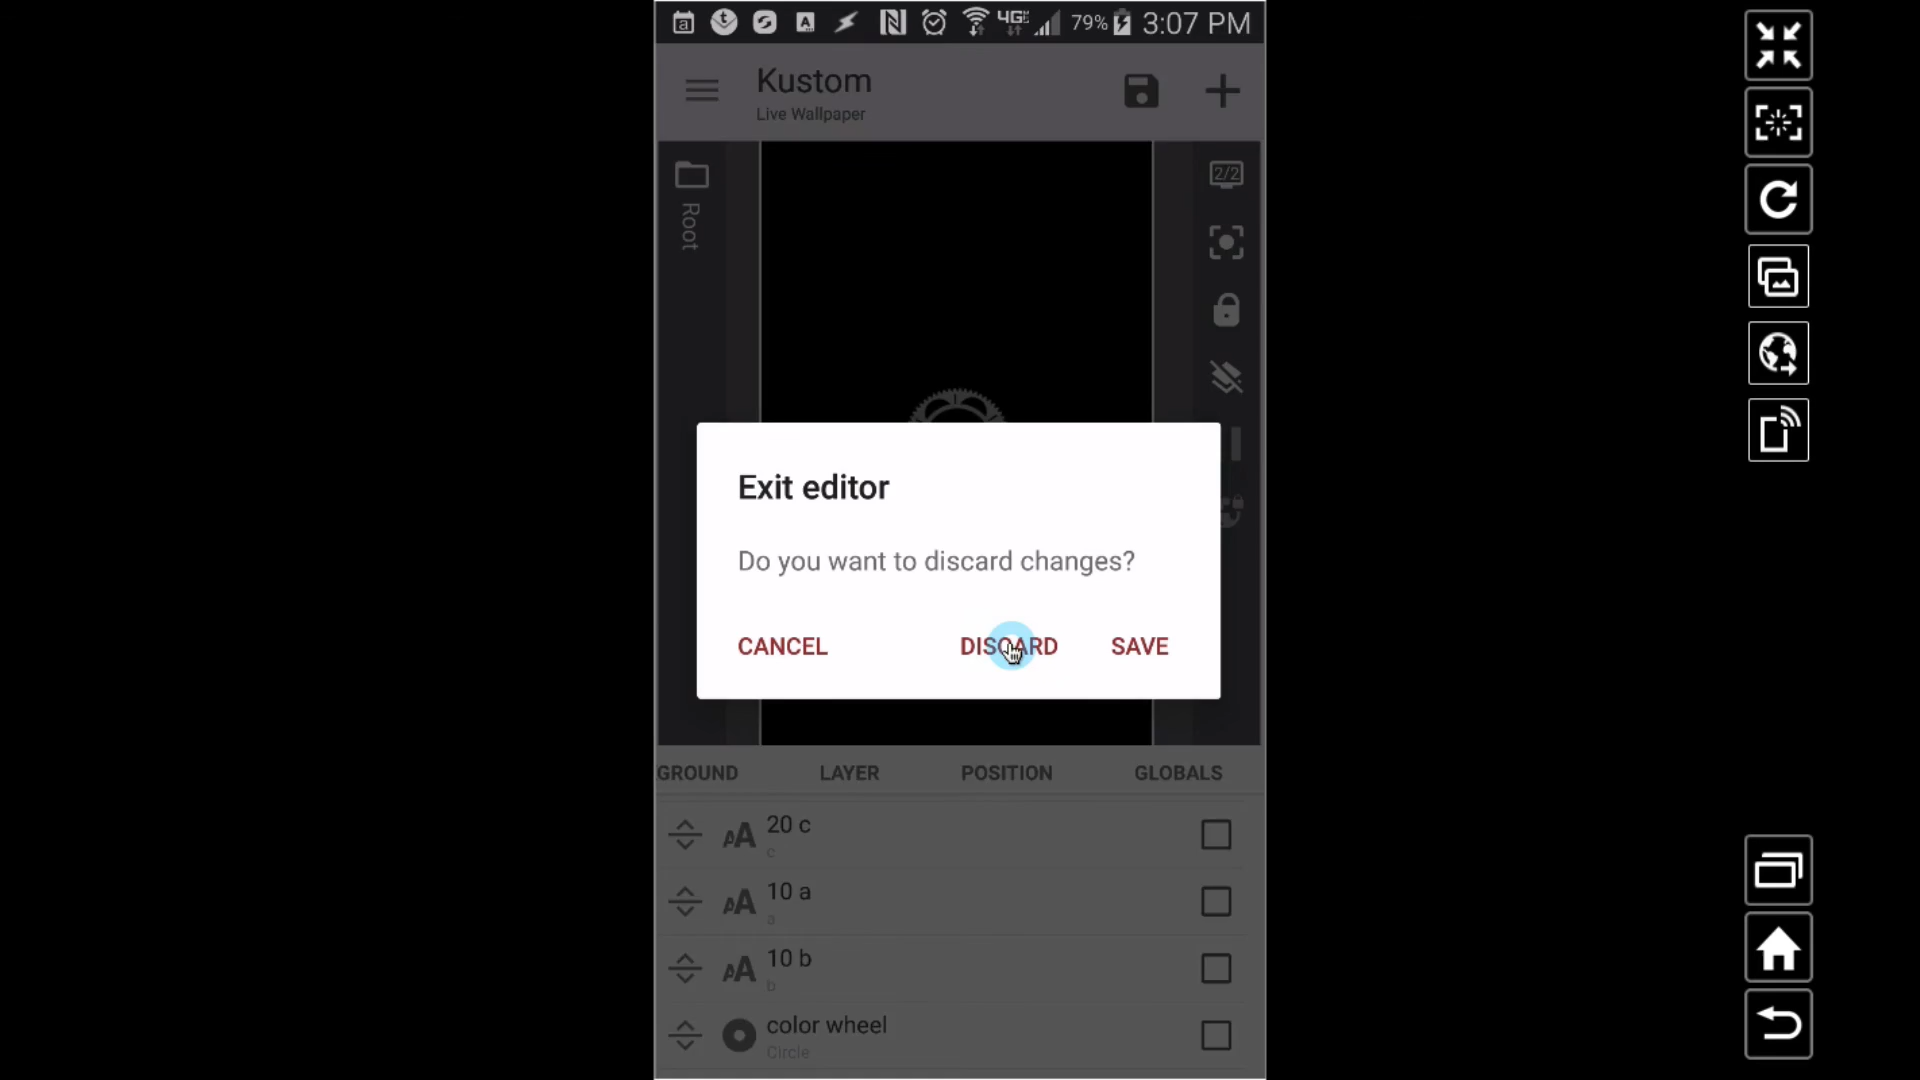 79% 3:07 PM
Kustom
Live Wallpaper
Root
2/2
Exit editor
Do you want to discard changes?
CANCEL DISCARD SAVE
GROUND LAYER POSITION GLOBALS
20 c
c
10 a
a
10 b
b
color wheel
Circle